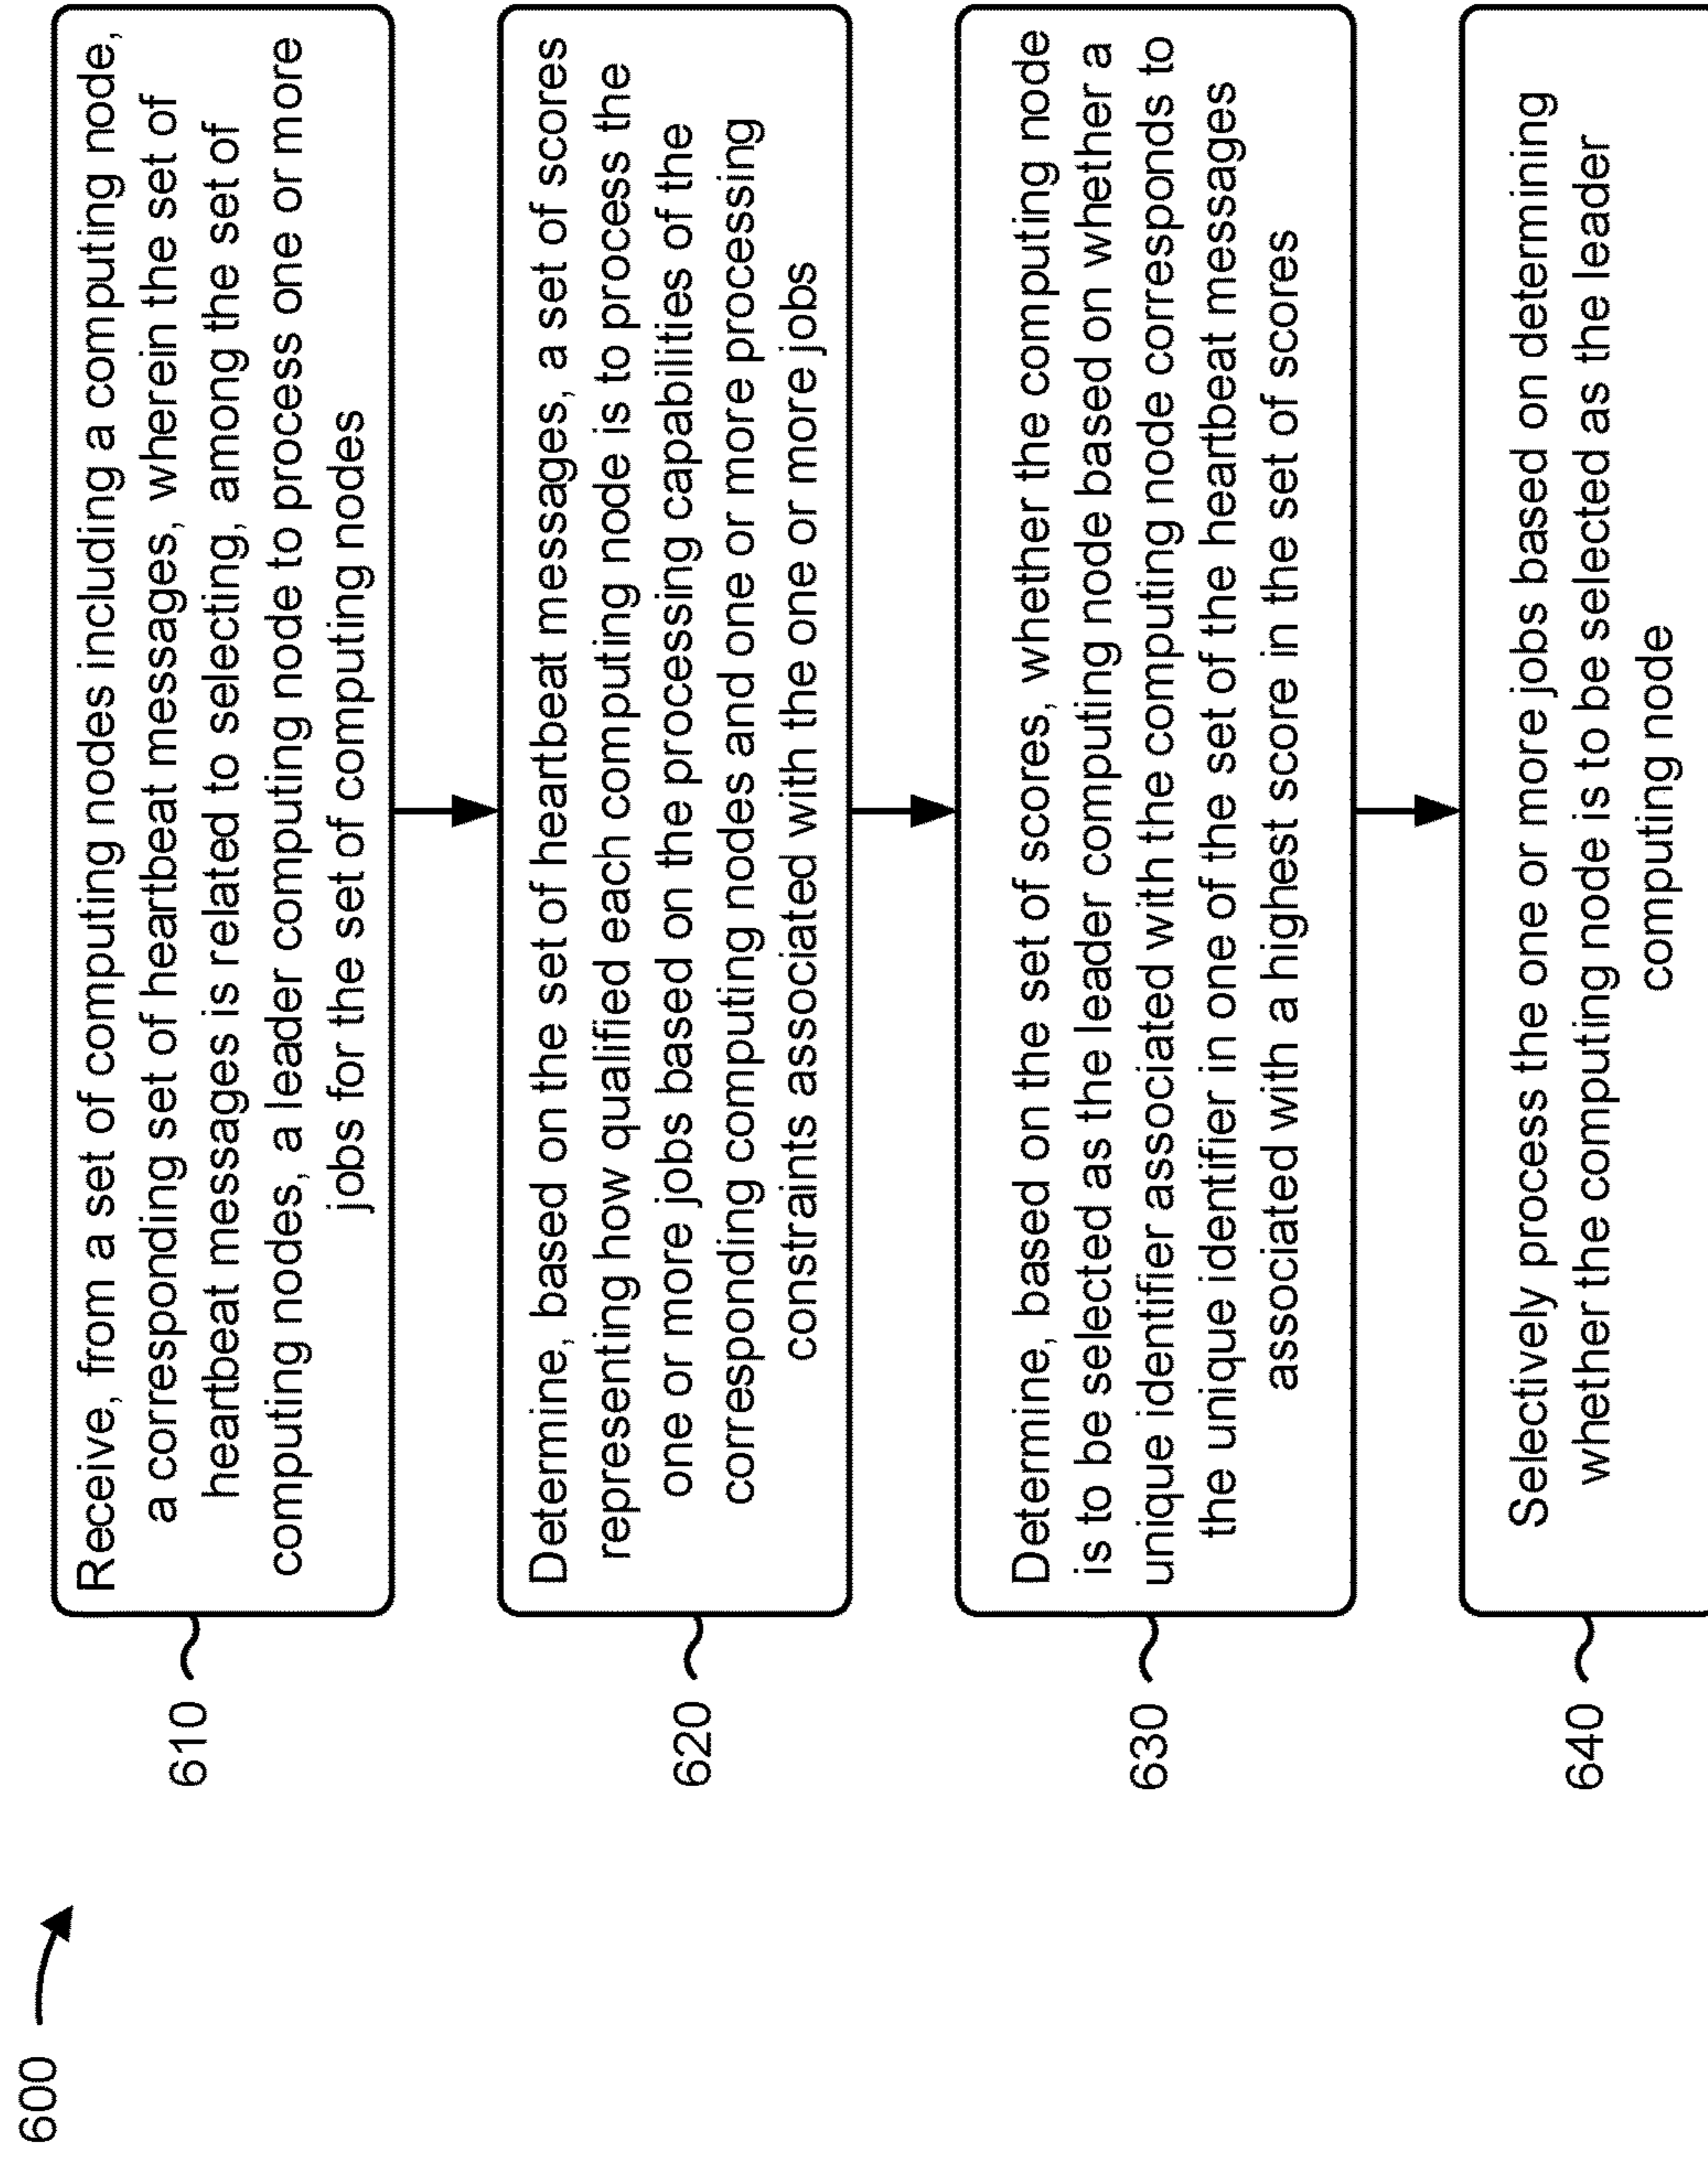 600
610
Receive, from a set of computing nodes including a computing node,
a corresponding set of heartbeat messages, wherein the set of
heartbeat messages is related to selecting, among the set of
computing nodes, a leader computing node to process one or more
jobs for the set of computing nodes
620
Determine, based on the set of heartbeat messages, a set of scores
representing how qualified each computing node is to process the
one or more jobs based on the processing capabilities of the
corresponding computing nodes and one or more processing
constraints associated with the one or more jobs
630
Determine, based on the set of scores, whether the computing node
is to be selected as the leader computing node based on whether a
unique identifier associated with the computing node corresponds to
the unique identifier in one of the set of the heartbeat messages
associated with a highest score in the set of scores
640
Selectively process the one or more jobs based on determining
whether the computing node is to be selected as the leader
computing node